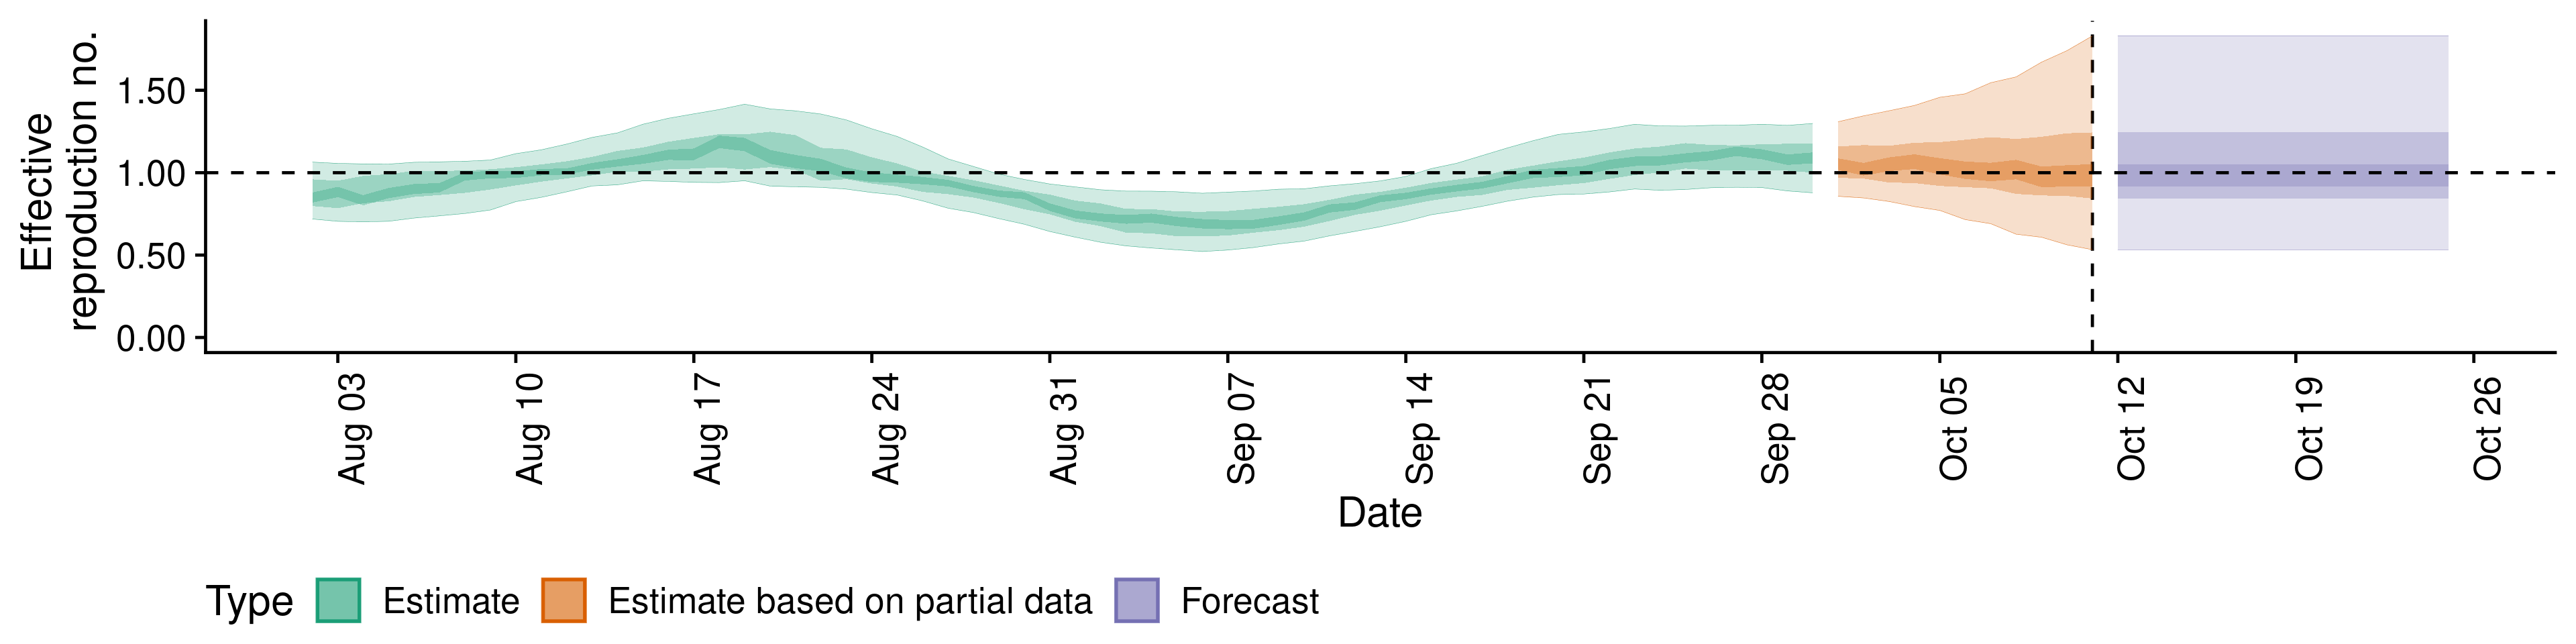 Effective
reproduction no.
1.50
1.00
0.50
0.00
Aug 03
Aug 10
Aug 17
Aug 24
Aug 31
Sep 07
Sep 14
Sep 21
Sep 28
Oct 05
Oct 12
Oct 19
Oct 26
Date
Type Estimate Estimate based on partial data Forecast